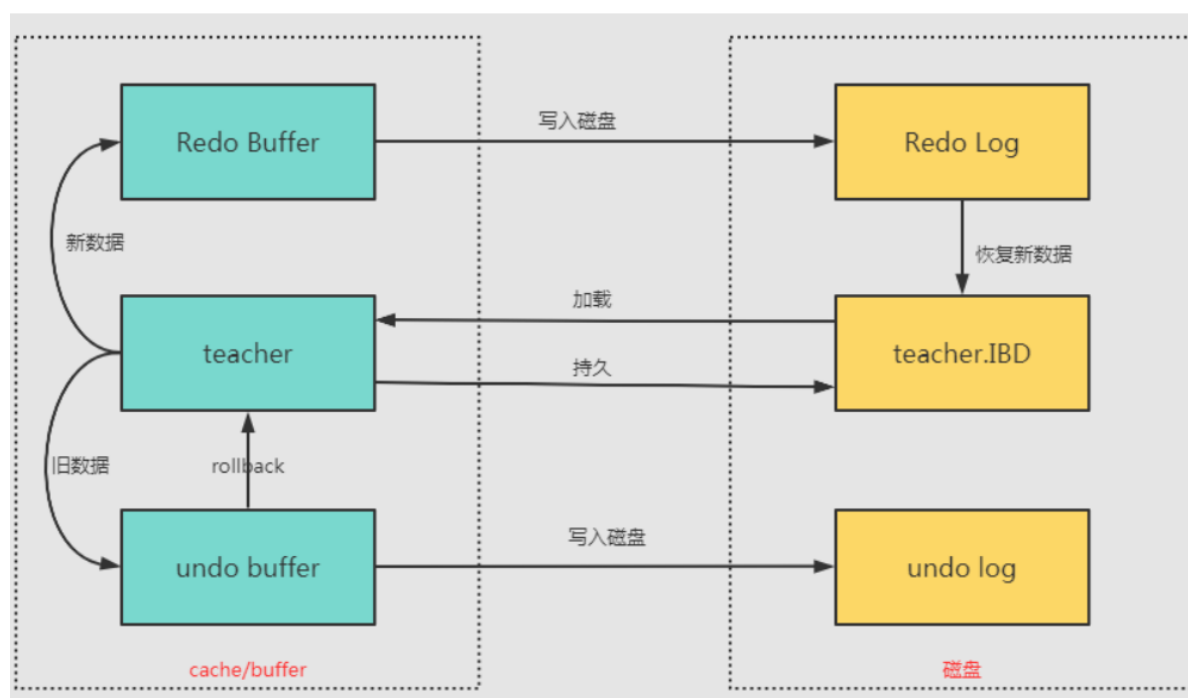 Redo Buffer
写入磁盘
Redo Log
新数据
恢复新数据
加载
teacher
teacher.IBD
持久
旧数据
rollback
写入磁盘
undo buffer
undo log
cache/buffer
磁盘